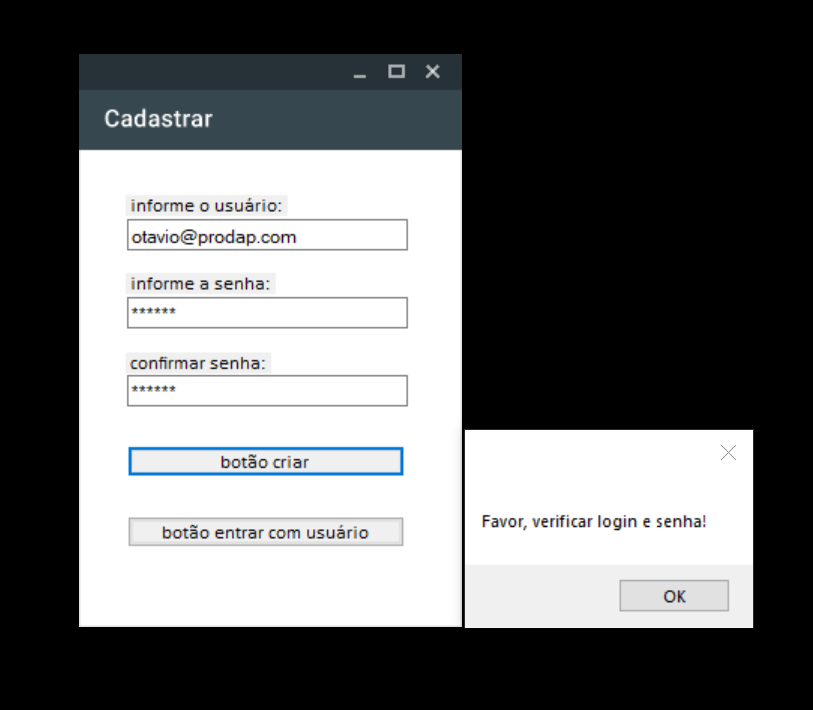 Cadastrar
informe o usuário:
otavio@prodap.com
informe a senha:
******
confirmar senha:
******
botão criar
botão entrar com usuário
Favor, verificar login e senha!
OK